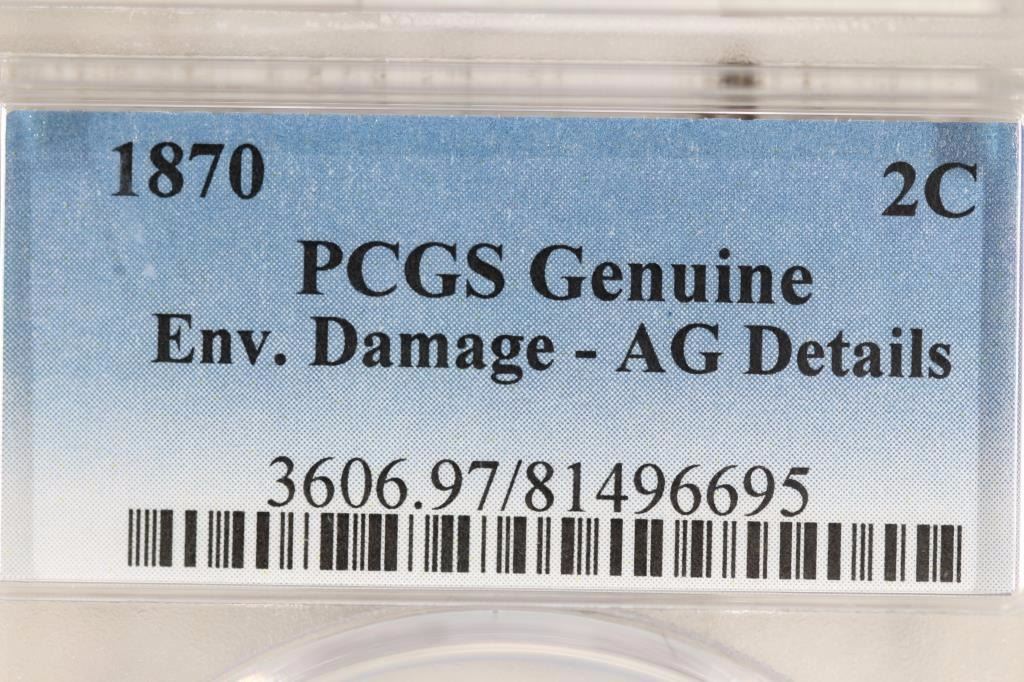 1870 2C
PCGS Genuine
Env. Damage - AG Details
3606.97/81496695